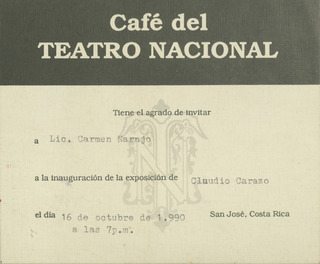 Café del
TEATRO NACIONAL
Tiene el agrado de invitar
a Lic. Carmen Naranjo
a la inauguración de la exposición de Claudio Carazo
el día 16 de octubre de 1.990 San José, Costa Rica
a las 7p.m.